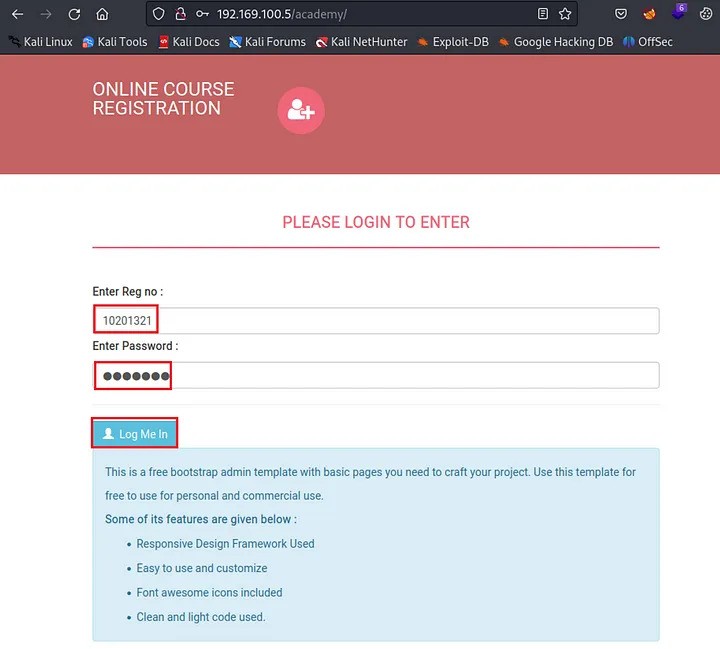 192.169.100.5/academy/
6
Kali Linux Kali Tools Kali Docs Kali Forums Kali NetHunter Exploit-DB Google Hacking DB OffSec
ONLINE COURSE
REGISTRATION
PLEASE LOGIN TO ENTER
Enter Reg no :
10201321
Enter Password :
●●●●●●●
Log Me In
This is a free bootstrap admin template with basic pages you need to craft your project. Use this template for
free to use for personal and commercial use.
Some of its features are given below :
• Responsive Design Framework Used
• Easy to use and customize
• Font awesome icons included
• Clean and light code used.